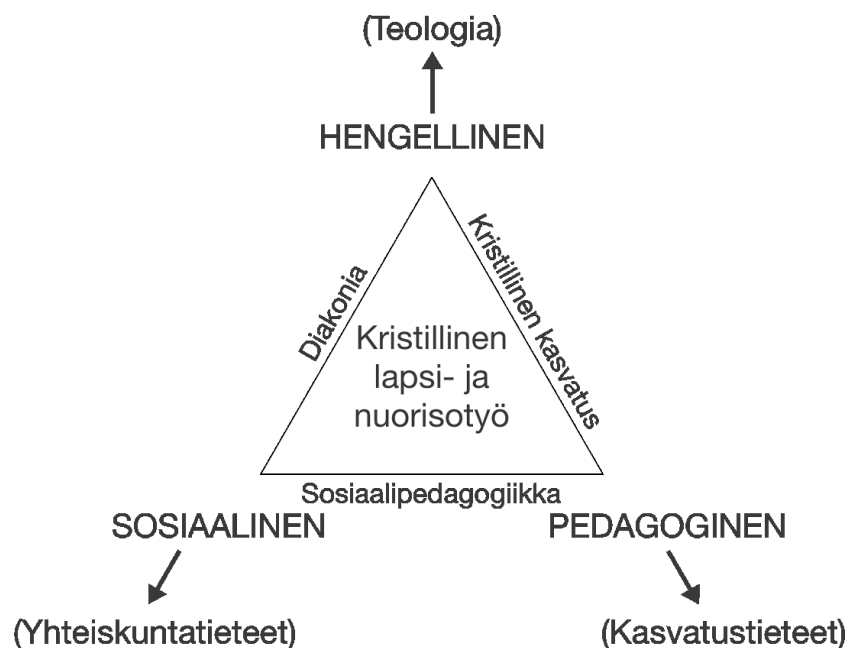 (Teologia)
HENGELLINEN
Diakonia
Kristillinen kasvatus
Kristillinen
lapsi- ja
nuorisotyö
Sosiaalipedagogiikka
SOSIAALINEN
PEDAGOGINEN
(Yhteiskuntatieteet)
(Kasvatustieteet)